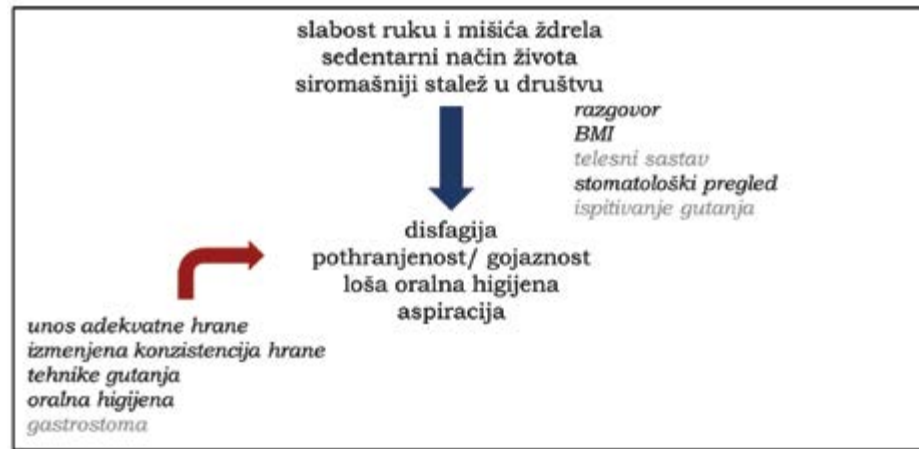 slabost ruku i mišića ždrela
sedentarni način života
siromašniji stalež u društvu
razgovor
BMI
telesni sastav
stomatološki pregled
ispitivanje gutanja
disfagija
pothranjenost/ gojaznost
loša oralna higijena
aspiracija
unos adekvatne hrane
izmenjena konzistencija hrane
tehnike gutanja
oralna higijena
gastrostoma